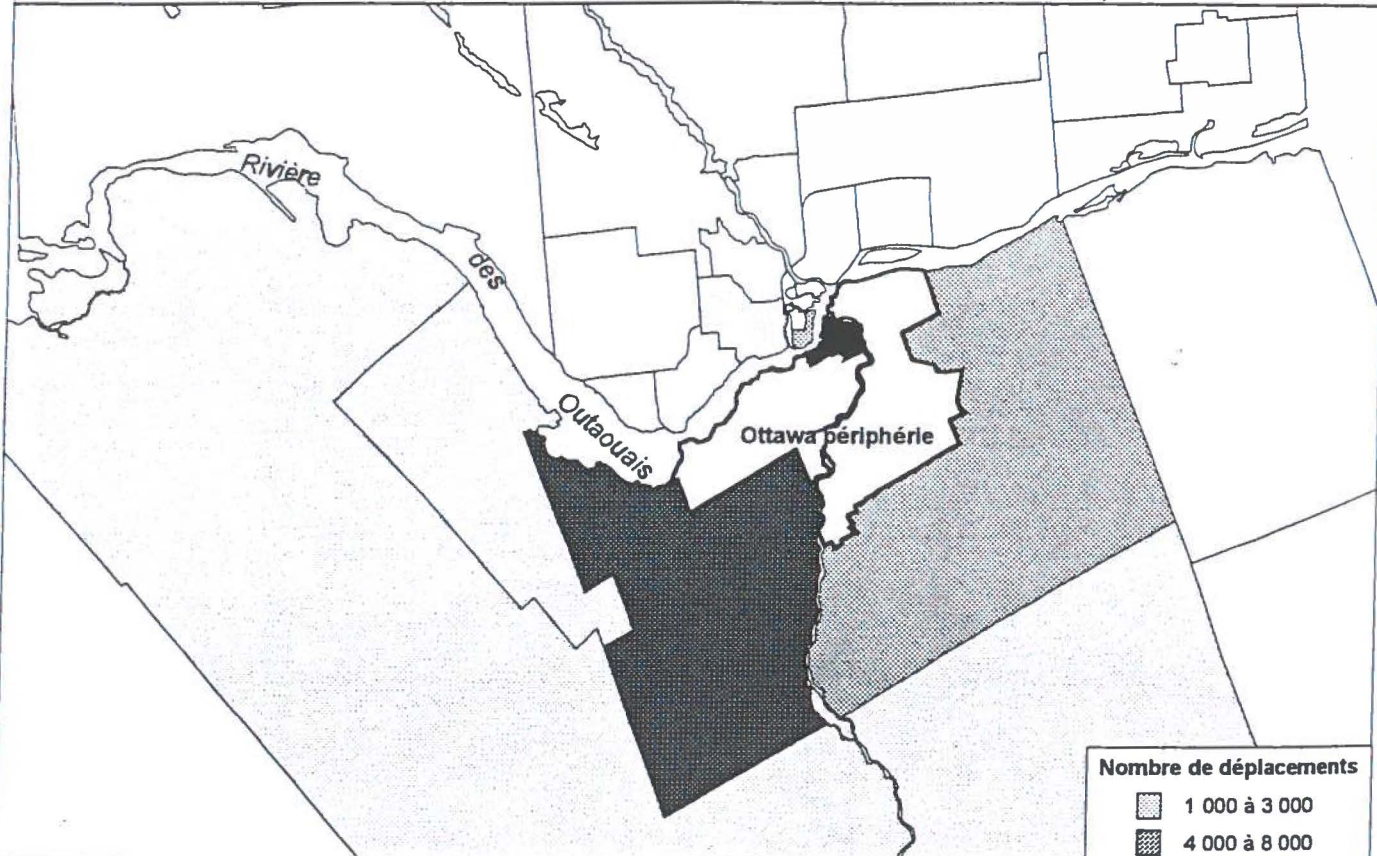 Rivière
des
Outaouais
Ottawa périphérie
Nombre de déplacements
1 000 à 3 000
4 000 à 8 000